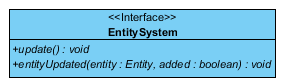 <<Interface>>
EntitySystem
+update() : void
+entityUpdated(entity : Entity, added : boolean) : void